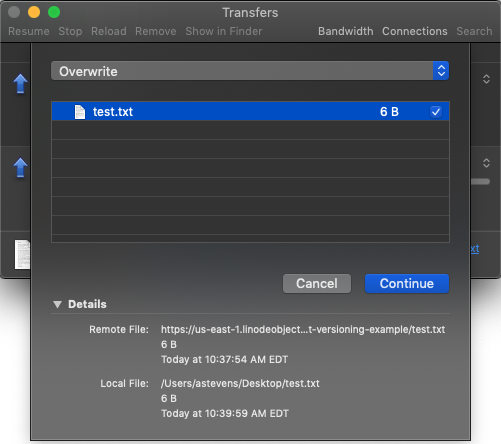 Transfers
Resume Stop Reload Remove Show in Finder Bandwidth Connections Search
Overwrite
test.txt 6 B
Cancel Continue
xt
Details
Remote File: https://us-east-1.linodeobject...t-versioning-example/test.txt
6 B
Today at 10:37:54 AM EDT
Local File: /Users/astevens/Desktop/test.txt
6 B
Today at 10:39:59 AM EDT